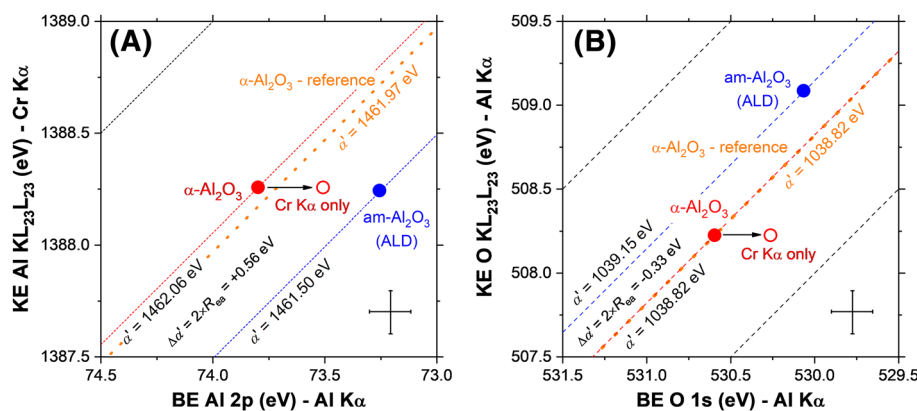 (A)
KE Al KL₂₃L₂₃ (eV) - Cr Kα
1389.0
1388.5
1388.0
1387.5
α-Al₂O₃ - reference
α' = 1461.97 eV
α-Al₂O₃
Cr Kα only
am-Al₂O₃
(ALD)
α' = 1462.06 eV
Δα' = 2×Rₑₐ = +0.56 eV
α' = 1461.50 eV
74.5
74.0
73.5
73.0
BE Al 2p (eV) - Al Kα
(B)
KE O KL₂₃L₂₃ (eV) - Al Kα
509.5
509.0
508.5
508.0
507.5
am-Al₂O₃
(ALD)
α-Al₂O₃ - reference
α' = 1038.82 eV
α-Al₂O₃
Cr Kα only
α' = 1039.15 eV
Δα' = 2×Rₑₐ = -0.33 eV
α' = 1038.82 eV
531.5
531.0
530.5
530.0
529.5
BE O 1s (eV) - Al Kα